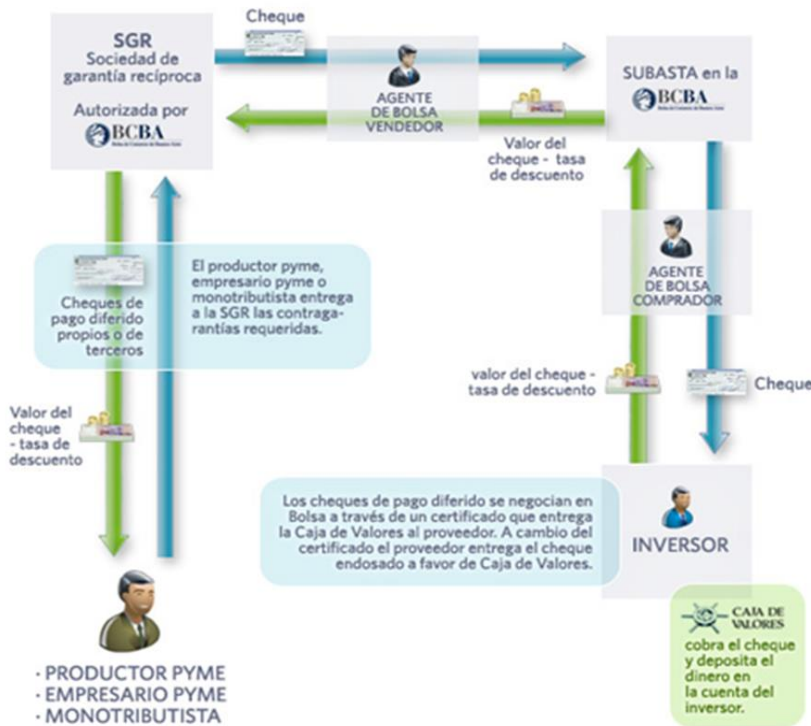 Cheque
SGR
Sociedad de
garantía recíproca
Autorizada por
BCBA
Bolsa de Comercio de Buenos Aires
AGENTE
DE BOLSA
VENDEDOR
SUBASTA en la
BCBA
Valor del
cheque - tasa
de descuento
Cheques de
pago diferido
propios o de
terceros
El productor pyme,
empresario pyme o
monotributista entrega
a la SGR las contraga-
rantías requeridas.
AGENTE
DE BOLSA
COMPRADOR
Valor del
cheque
- tasa de
descuento
valor del cheque -
tasa de descuento
Cheque
Los cheques de pago diferido se negocian en
Bolsa a través de un certificado que entrega
la Caja de Valores al proveedor. A cambio del
certificado el proveedor entrega el cheque
endosado a favor de Caja de Valores.
INVERSOR
· PRODUCTOR PYME
· EMPRESARIO PYME
· MONOTRIBUTISTA
CAJA DE
VALORES
cobra el cheque
y deposita el
dinero en
la cuenta del
inversor.